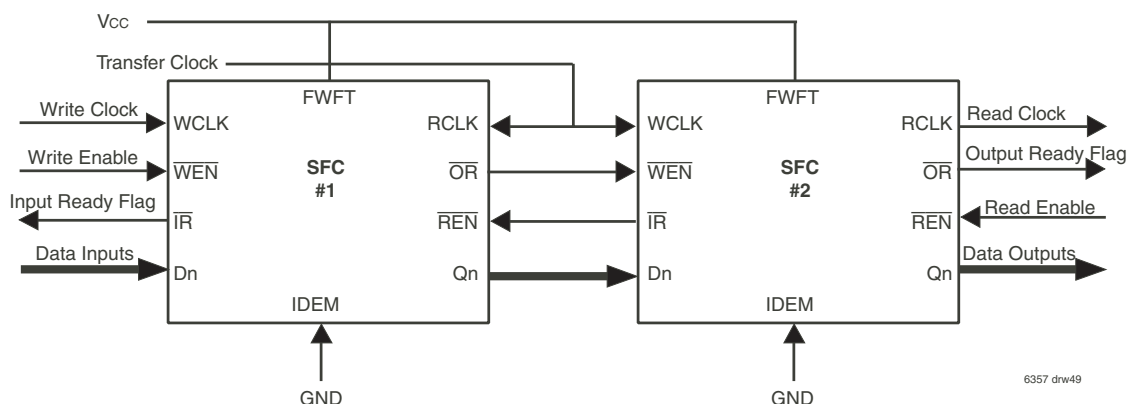 Vcc
Transfer Clock
FWFT FWFT
Write Clock WCLK RCLK WCLK RCLK Read Clock
Write Enable WEN SFC OR WEN SFC OR Output Ready Flag
#1 #2
Input Ready Flag IR REN IR REN Read Enable
Data Inputs Dn Qn Dn Qn Data Outputs
IDEM IDEM
GND GND
6357 drw49